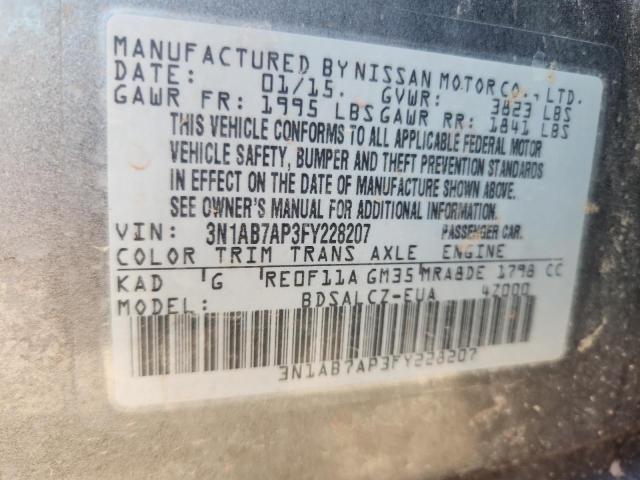 MANUFACTURED BY NISSAN MOTOR CO., LTD.
DATE: 01/15. GVWR: 3823 LBS
GAWR FR: 1995 LBS GAWR RR: 1841 LBS
THIS VEHICLE CONFORMS TO ALL APPLICABLE FEDERAL MOTOR
VEHICLE SAFETY, BUMPER AND THEFT PREVENTION STANDARDS
IN EFFECT ON THE DATE OF MANUFACTURE SHOWN ABOVE.
SEE OWNER'S MANUAL FOR ADDITIONAL INFORMATION.
VIN: 3N1AB7AP3FY228207 PASSENGER CAR.
COLOR TRIM TRANS AXLE ENGINE
KAD G RE0F11A GM35 MRA8DE 1798 CC
MODEL: BDSALCZ-EUA 4Z000
3N1AB7AP3FY228207